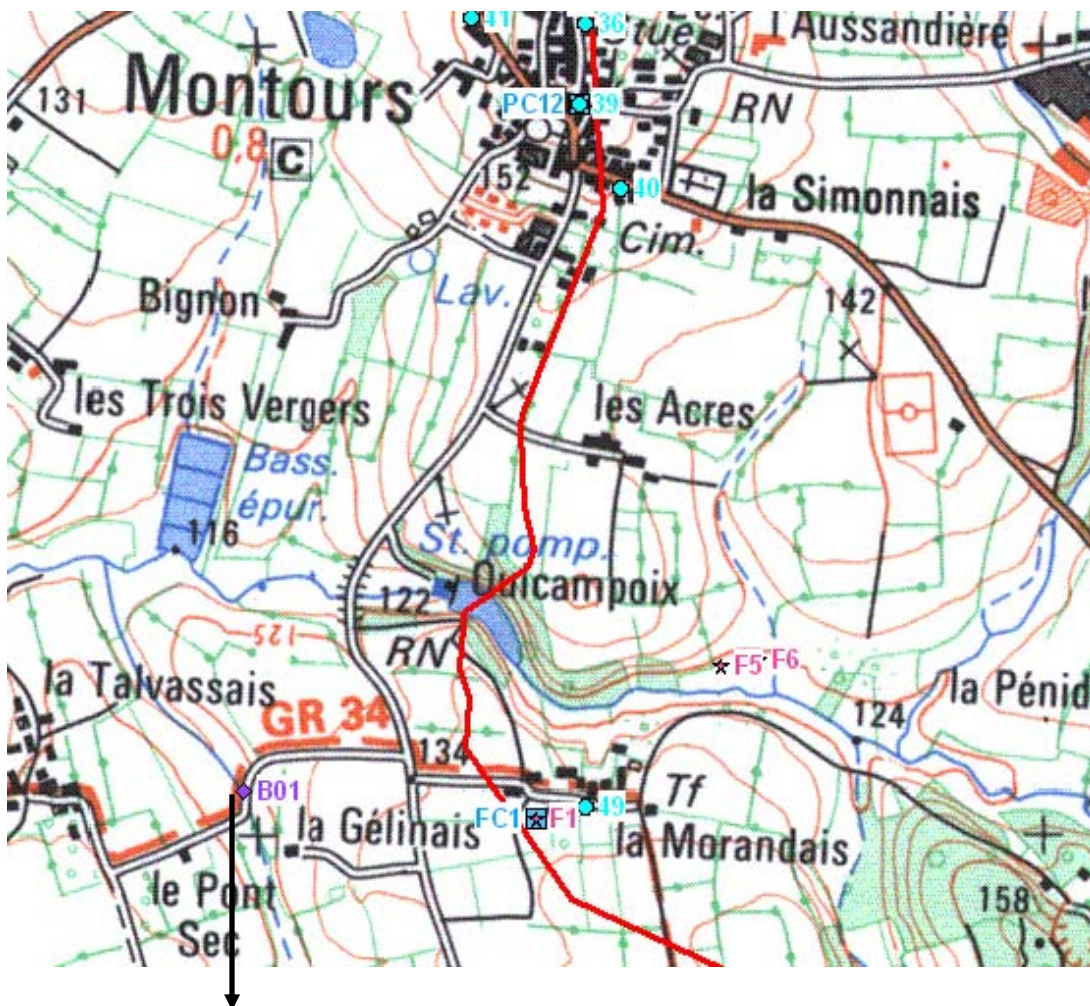 41
36
l'Aussandière
Montours
131
PC12
39
RN
0,8
C
152
40
la Simonnais
Cim.
Bignon
Lav.
142
les Trois Vergers
les Acres
Bass.
épur.
116
St. pomp.
Quicampoix
122
125
RN
F5
F6
la Talvassais
la Pénid
GR 34
124
134
B01
Tf
49
FC1
F1
la Gélinais
la Morandais
le Pont
Sec
158